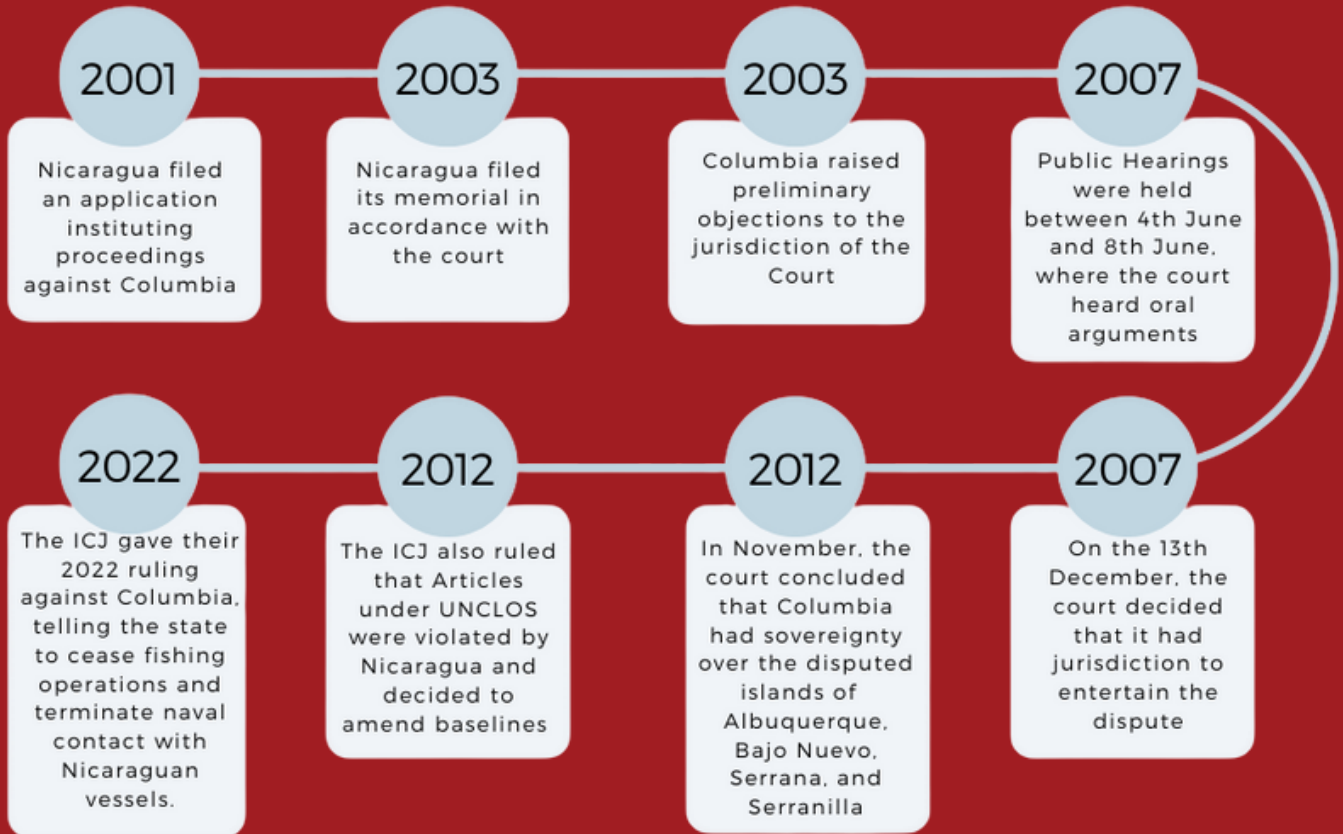 2001
Nicaragua filed
an application
instituting
proceedings
against Columbia
2003
Nicaragua filed
its memorial in
accordance with
the court
2003
Columbia raised
preliminary
objections to the
jurisdiction of the
Court
2007
Public Hearings
were held
between 4th June
and 8th June,
where the court
heard oral
arguments
2007
On the 13th
December, the
court decided
that it had
jurisdiction to
entertain the
dispute
2012
In November, the
court concluded
that Columbia
had sovereignty
over the disputed
islands of
Albuquerque,
Bajo Nuevo,
Serrana, and
Serranilla
2012
The ICJ also ruled
that Articles
under UNCLOS
were violated by
Nicaragua and
decided to
amend baselines
2022
The ICJ gave their
2022 ruling
against Columbia,
telling the state
to cease fishing
operations and
terminate naval
contact with
Nicaraguan
vessels.